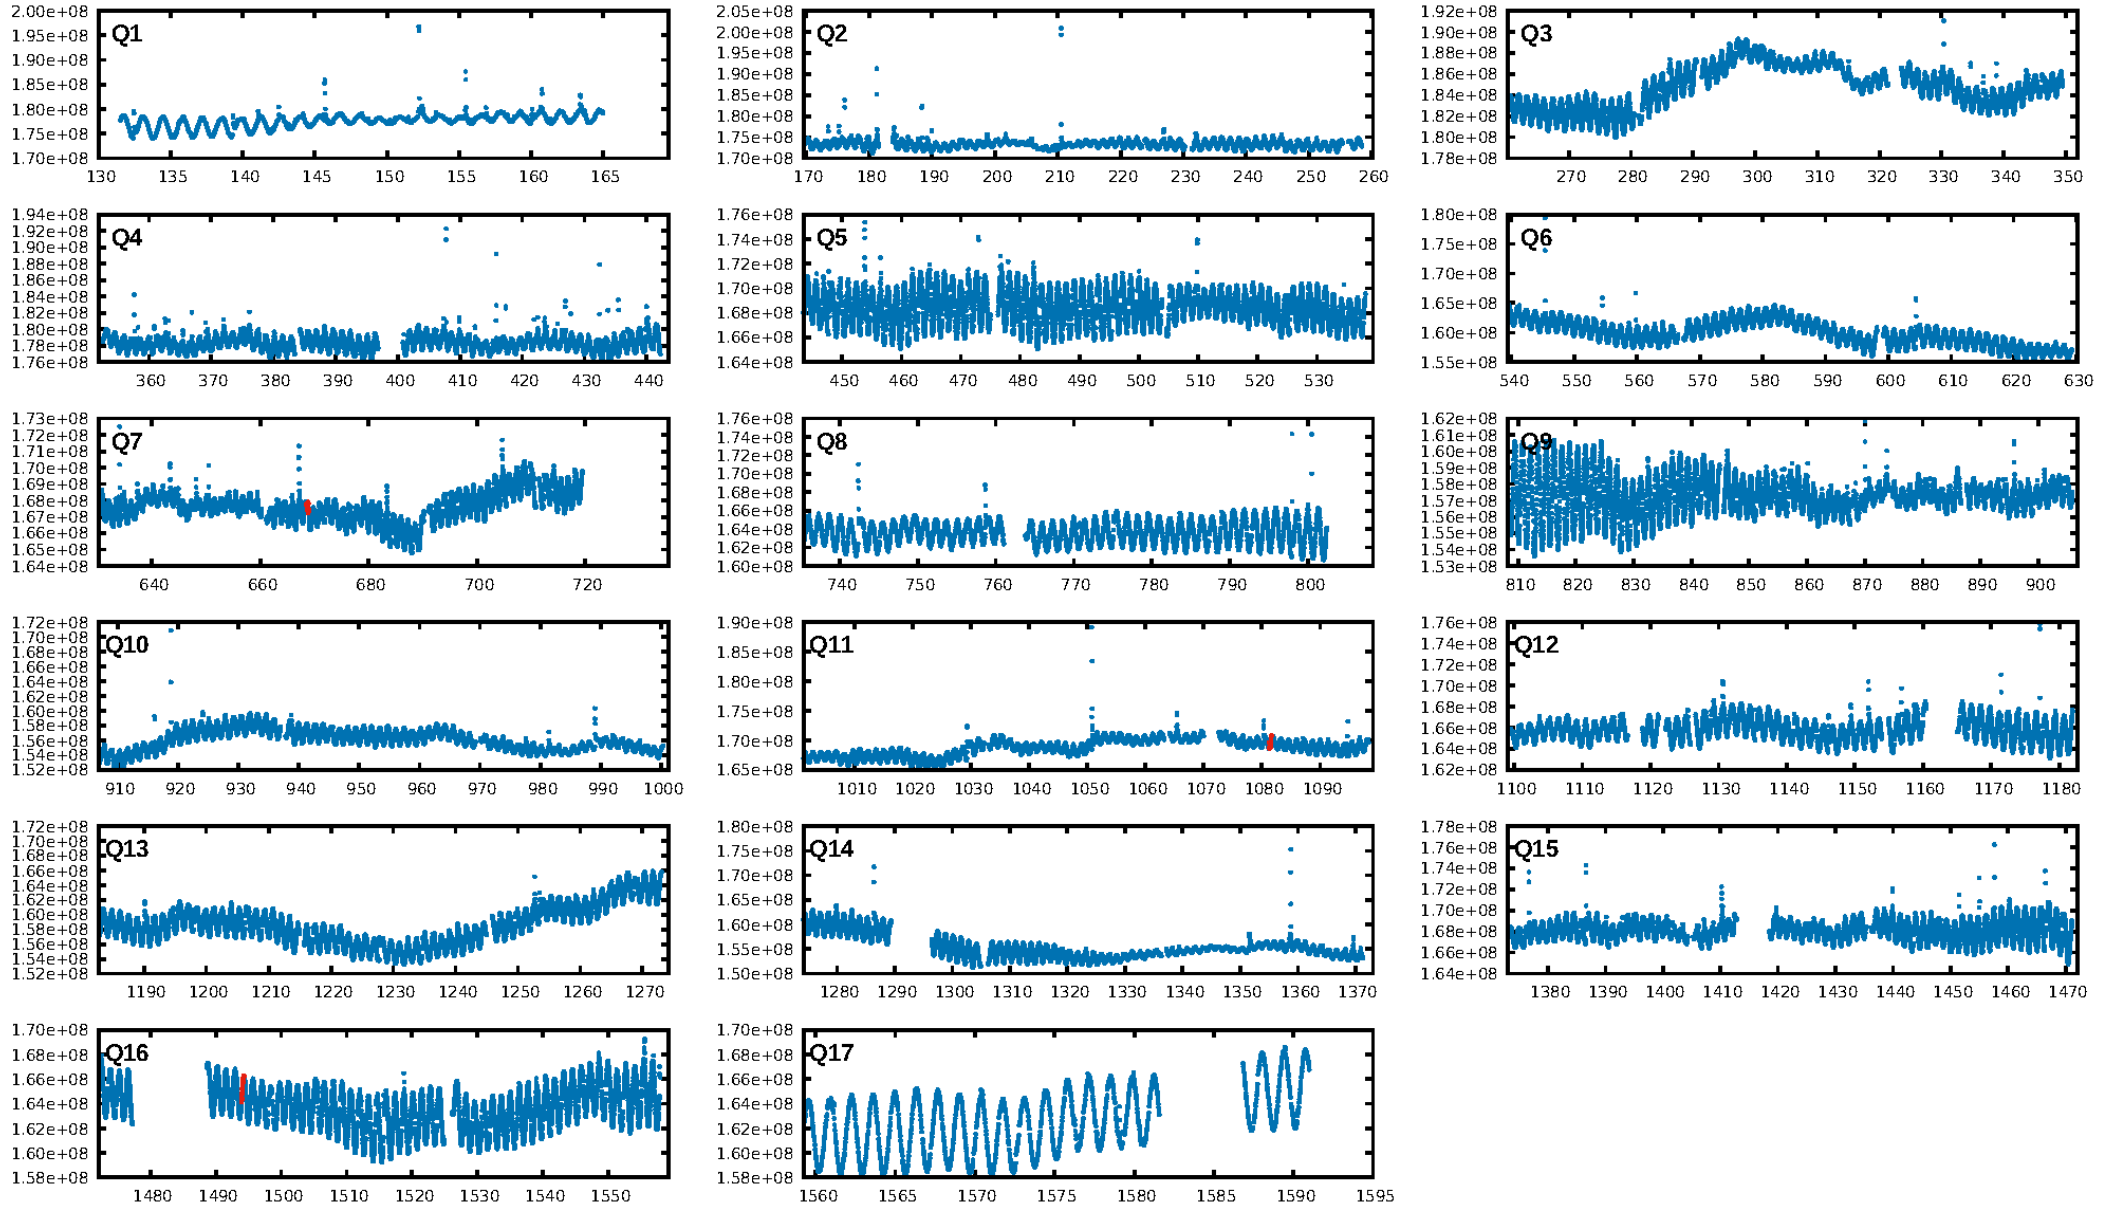 Q1
2.00e+08
1.95e+08
1.90e+08
1.85e+08
1.80e+08
1.75e+08
1.70e+08
130 135 140 145 150 155 160 165
Q2
2.05e+08
2.00e+08
1.95e+08
1.90e+08
1.85e+08
1.80e+08
1.75e+08
1.70e+08
170 180 190 200 210 220 230 240 250 260
Q3
1.92e+08
1.90e+08
1.88e+08
1.86e+08
1.84e+08
1.82e+08
1.80e+08
1.78e+08
270 280 290 300 310 320 330 340 350
Q4
1.94e+08
1.92e+08
1.90e+08
1.88e+08
1.86e+08
1.84e+08
1.82e+08
1.80e+08
1.78e+08
1.76e+08
360 370 380 390 400 410 420 430 440
Q5
1.76e+08
1.74e+08
1.72e+08
1.70e+08
1.68e+08
1.66e+08
1.64e+08
450 460 470 480 490 500 510 520 530
Q6
1.80e+08
1.75e+08
1.70e+08
1.65e+08
1.60e+08
1.55e+08
540 550 560 570 580 590 600 610 620 630
Q7
1.73e+08
1.72e+08
1.71e+08
1.70e+08
1.69e+08
1.68e+08
1.67e+08
1.66e+08
1.65e+08
1.64e+08
640 660 680 700 720
Q8
1.76e+08
1.74e+08
1.72e+08
1.70e+08
1.68e+08
1.66e+08
1.64e+08
1.62e+08
1.60e+08
740 750 760 770 780 790 800
Q9
1.62e+08
1.61e+08
1.60e+08
1.59e+08
1.58e+08
1.57e+08
1.56e+08
1.55e+08
1.54e+08
1.53e+08
810 820 830 840 850 860 870 880 890 900
Q10
1.72e+08
1.70e+08
1.68e+08
1.66e+08
1.64e+08
1.62e+08
1.60e+08
1.58e+08
1.56e+08
1.54e+08
1.52e+08
910 920 930 940 950 960 970 980 990 1000
Q11
1.90e+08
1.85e+08
1.80e+08
1.75e+08
1.70e+08
1.65e+08
1010 1020 1030 1040 1050 1060 1070 1080 1090
Q12
1.76e+08
1.74e+08
1.72e+08
1.70e+08
1.68e+08
1.66e+08
1.64e+08
1.62e+08
1100 1110 1120 1130 1140 1150 1160 1170 1180
Q13
1.72e+08
1.70e+08
1.68e+08
1.66e+08
1.64e+08
1.62e+08
1.60e+08
1.58e+08
1.56e+08
1.54e+08
1.52e+08
1190 1200 1210 1220 1230 1240 1250 1260 1270
Q14
1.80e+08
1.75e+08
1.70e+08
1.65e+08
1.60e+08
1.55e+08
1.50e+08
1280 1290 1300 1310 1320 1330 1340 1350 1360 1370
Q15
1.78e+08
1.76e+08
1.74e+08
1.72e+08
1.70e+08
1.68e+08
1.66e+08
1.64e+08
1380 1390 1400 1410 1420 1430 1440 1450 1460 1470
Q16
1.70e+08
1.68e+08
1.66e+08
1.64e+08
1.62e+08
1.60e+08
1.58e+08
1480 1490 1500 1510 1520 1530 1540 1550
Q17
1.70e+08
1.68e+08
1.66e+08
1.64e+08
1.62e+08
1.60e+08
1.58e+08
1560 1565 1570 1575 1580 1585 1590 1595